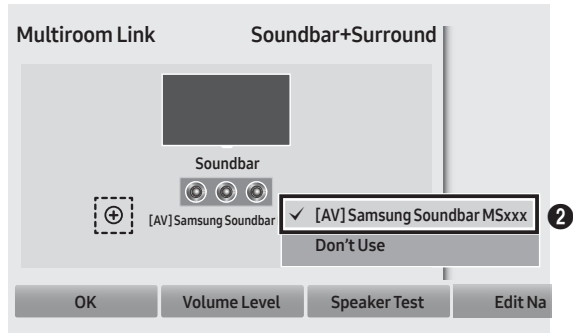 Multiroom Link Soundbar+Surround
Soundbar
[AV] Samsung Soundbar
✓ [AV] Samsung Soundbar MSxxx
2
Don't Use
OK Volume Level Speaker Test Edit Na